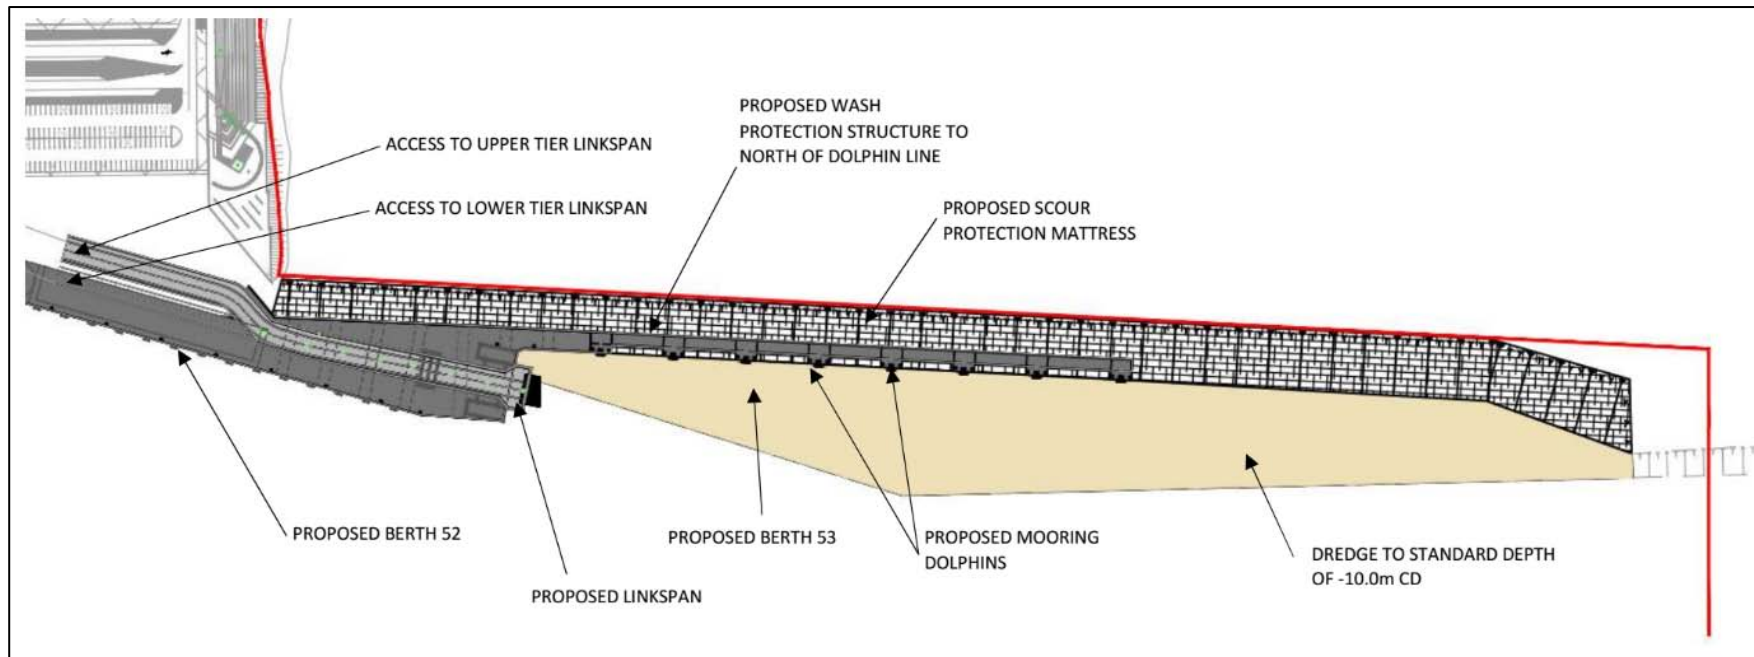 PROPOSED WASH
PROTECTION STRUCTURE TO
NORTH OF DOLPHIN LINE
ACCESS TO UPPER TIER LINKSPAN
ACCESS TO LOWER TIER LINKSPAN
PROPOSED SCOUR
PROTECTION MATTRESS
PROPOSED BERTH 52
PROPOSED LINKSPAN
PROPOSED BERTH 53
PROPOSED MOORING
DOLPHINS
DREDGE TO STANDARD DEPTH
OF -10.0m CD